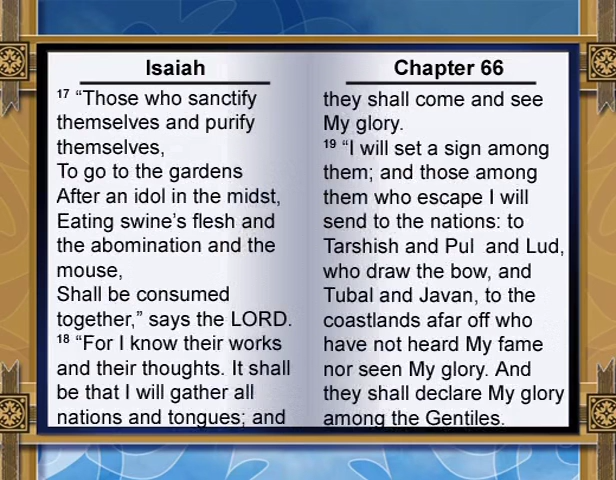 Isaiah
17 “Those who sanctify
themselves and purify
themselves,
To go to the gardens
After an idol in the midst,
Eating swine’s flesh and
the abomination and the
mouse,
Shall be consumed
together,” says the LORD.
18 “For I know their works
and their thoughts. It shall
be that I will gather all
nations and tongues; and
Chapter 66
they shall come and see
My glory.
19 “I will set a sign among
them; and those among
them who escape I will
send to the nations: to
Tarshish and Pul and Lud,
who draw the bow, and
Tubal and Javan, to the
coastlands afar off who
have not heard My fame
nor seen My glory. And
they shall declare My glory
among the Gentiles.